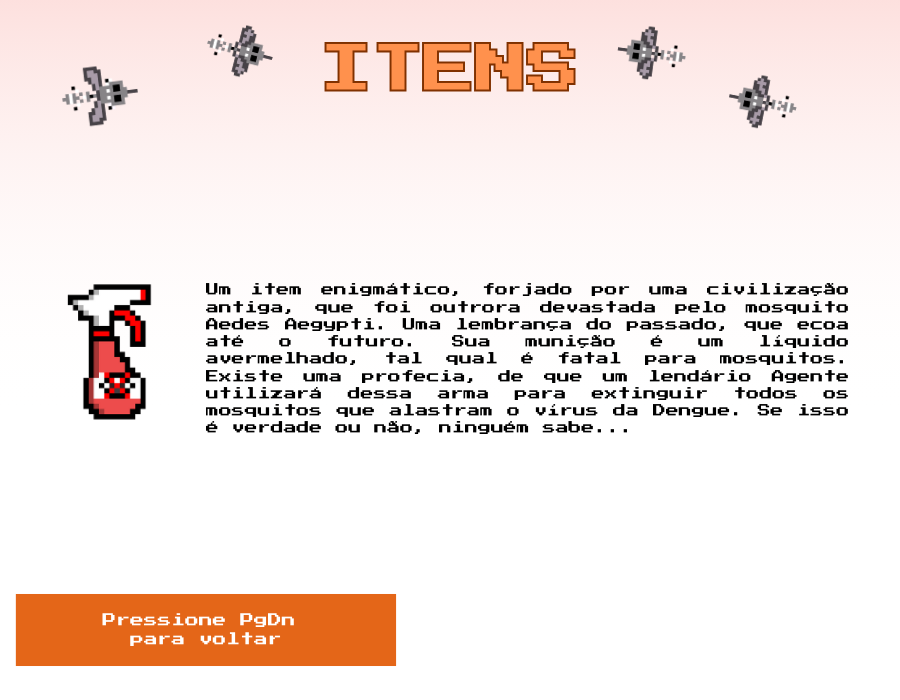 ITENS
Um item enigmático, forjado por uma civilização
antiga, que foi outrora devastada pelo mosquito
Aedes Aegypti. Uma lembrança do passado, que ecoa
até o futuro. Sua munição é um líquido
avermelhado, tal qual é fatal para mosquitos.
Existe uma profecia, de que um lendário Agente
utilizará dessa arma para extinguir todos os
mosquitos que alastram o vírus da Dengue. Se isso
é verdade ou não, ninguém sabe...
Pressione PgDn
para voltar